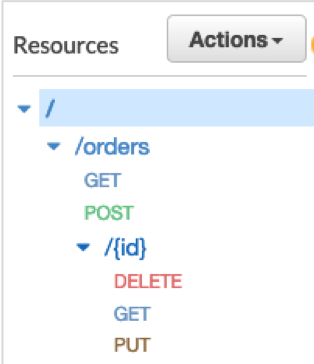 Resources Actions
/
/orders
GET
POST
/{id}
DELETE
GET
PUT